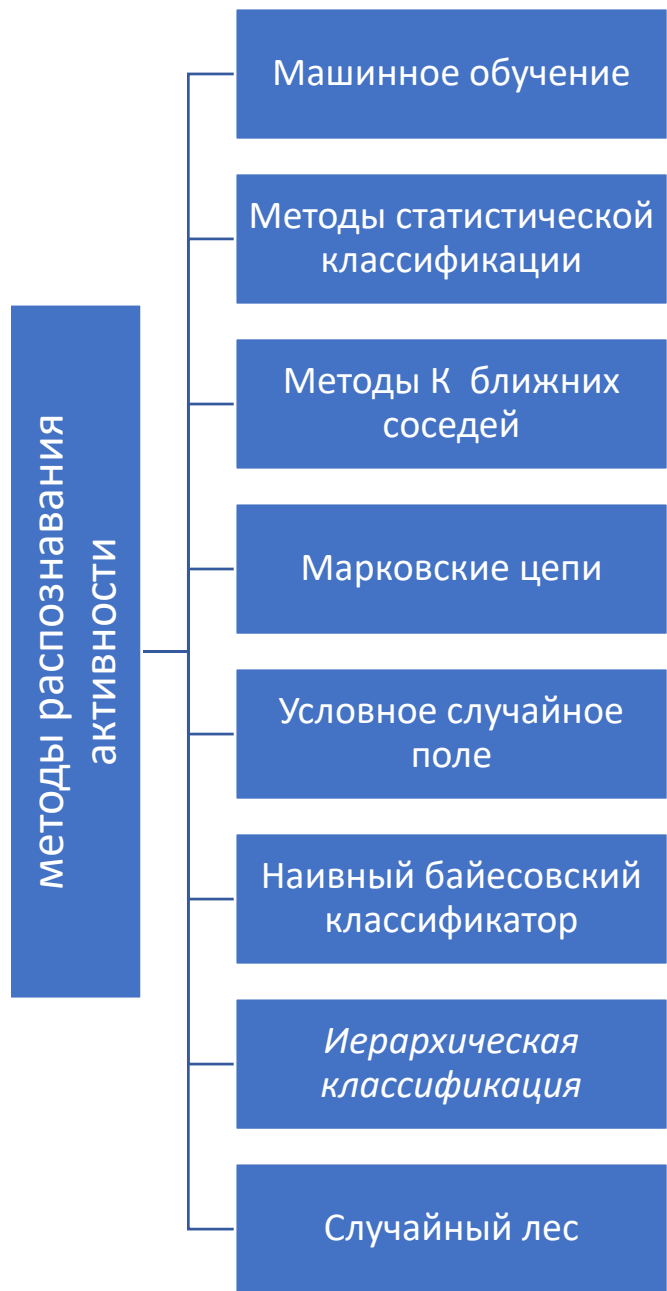 методы распознавания
активности
Машинное обучение
Методы статистической
классификации
Методы К  ближних
соседей
Марковские цепи
Условное случайное
поле
Наивный байесовский
классификатор
Иерархическая
классификация
Случайный лес